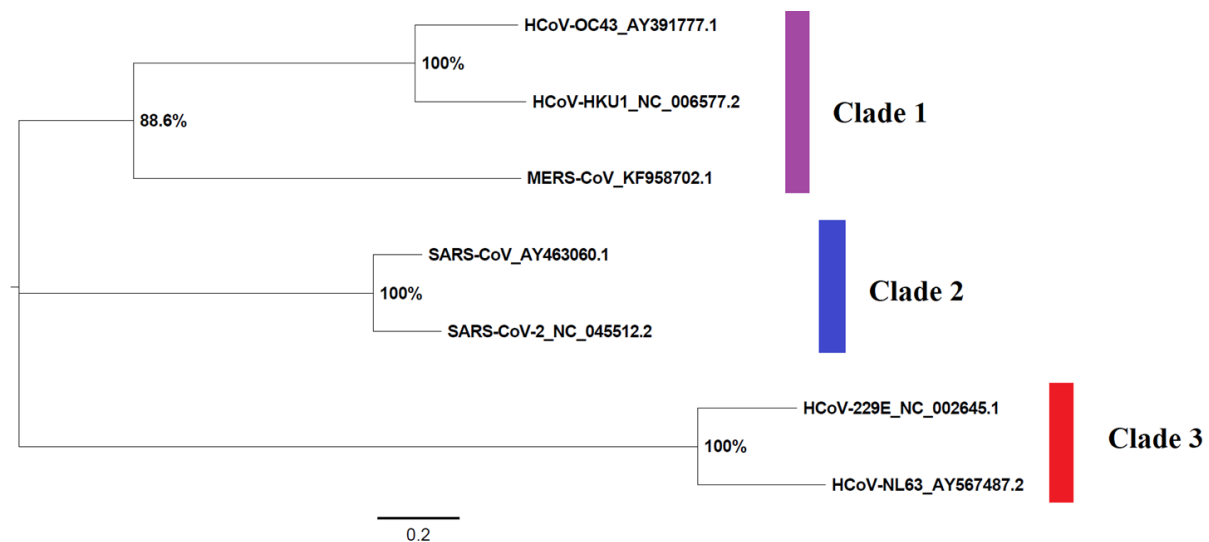 HCoV-OC43_AY391777.1
100%
HCoV-HKU1_NC_006577.2
Clade 1
88.6%
MERS-CoV_KF958702.1
SARS-CoV_AY463060.1
100%
Clade 2
SARS-CoV-2_NC_045512.2
HCoV-229E_NC_002645.1
100%
Clade 3
HCoV-NL63_AY567487.2
0.2